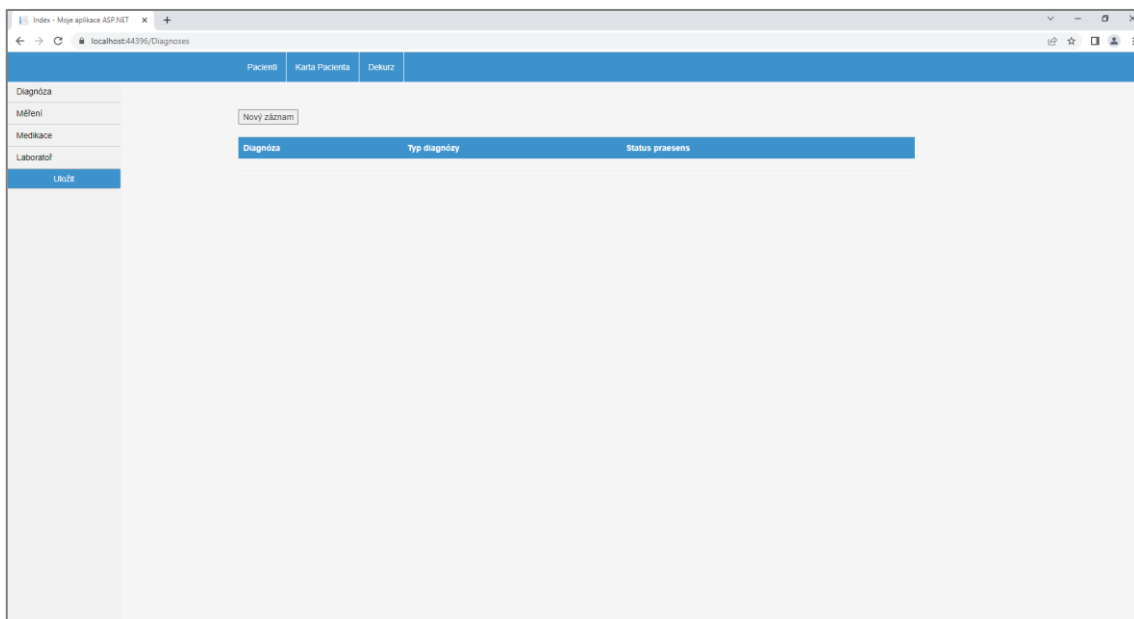 Index - Moje aplikace ASP.NET
localhost:44396/Diagnoses
Pacienti Karta Pacienta Dekurz
Diagnóza
Měření
Medikace
Laboratoř
Uložit
Nový záznam
Diagnóza Typ diagnózy Status praesens